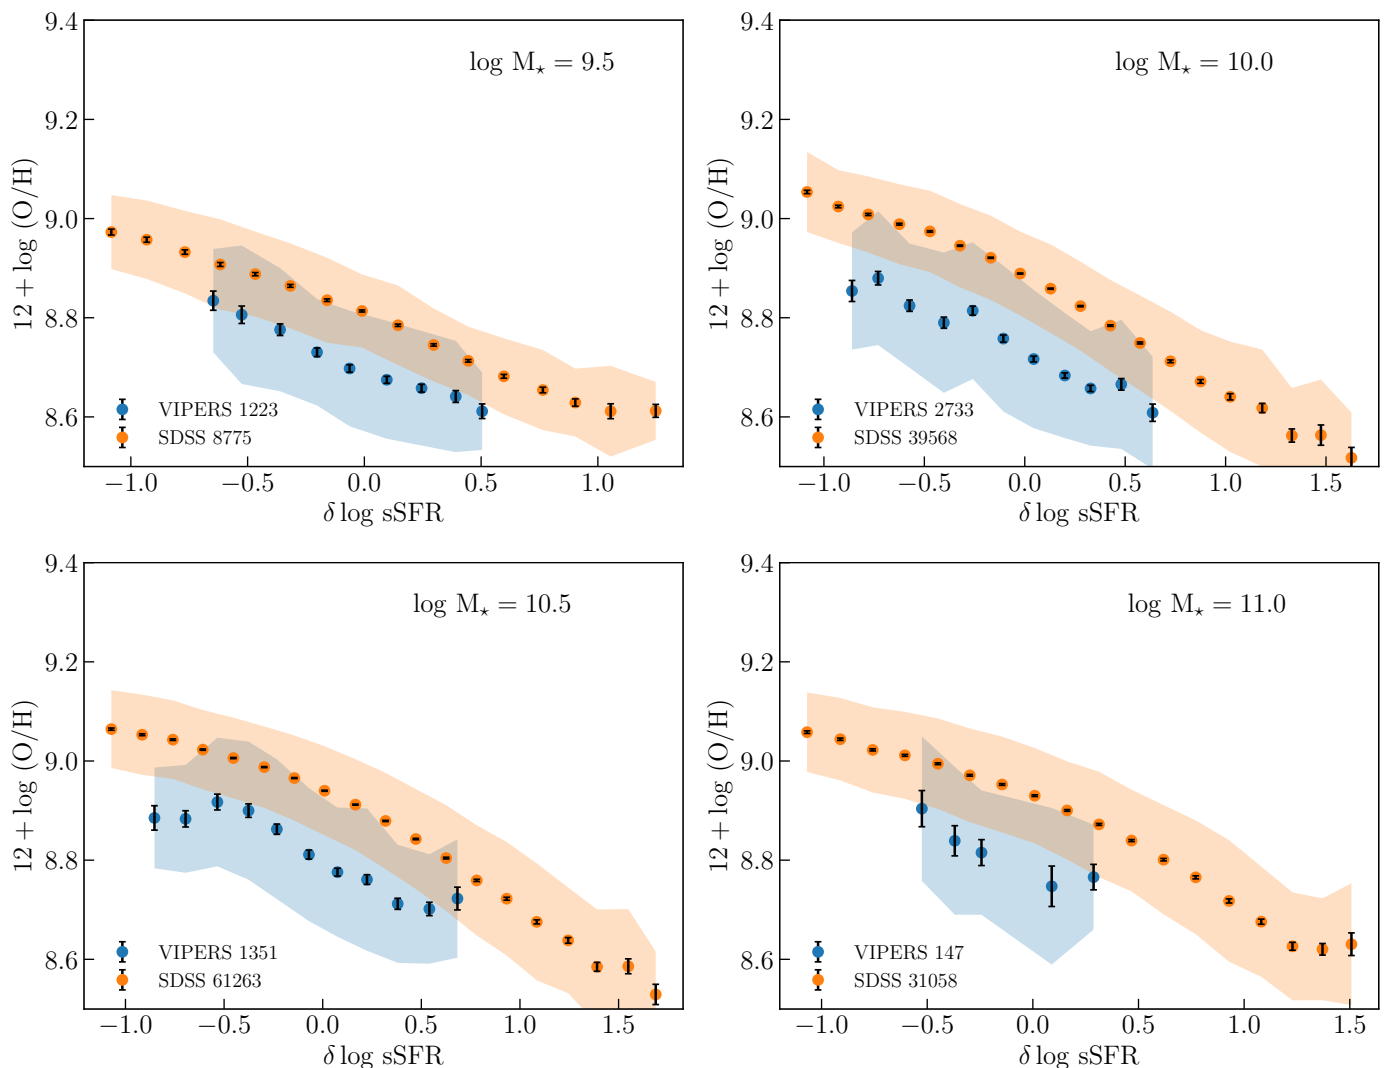 log M⋆ = 9.5
12 + log (O/H)
9.4
9.2
9.0
8.8
8.6
VIPERS 1223
SDSS 8775
−1.0 −0.5 0.0 0.5 1.0
δ log sSFR
log M⋆ = 10.0
12 + log (O/H)
9.4
9.2
9.0
8.8
8.6
VIPERS 2733
SDSS 39568
−1.0 −0.5 0.0 0.5 1.0 1.5
δ log sSFR
log M⋆ = 10.5
12 + log (O/H)
9.4
9.2
9.0
8.8
8.6
VIPERS 1351
SDSS 61263
−1.0 −0.5 0.0 0.5 1.0 1.5
δ log sSFR
log M⋆ = 11.0
12 + log (O/H)
9.4
9.2
9.0
8.8
8.6
VIPERS 147
SDSS 31058
−1.0 −0.5 0.0 0.5 1.0 1.5
δ log sSFR